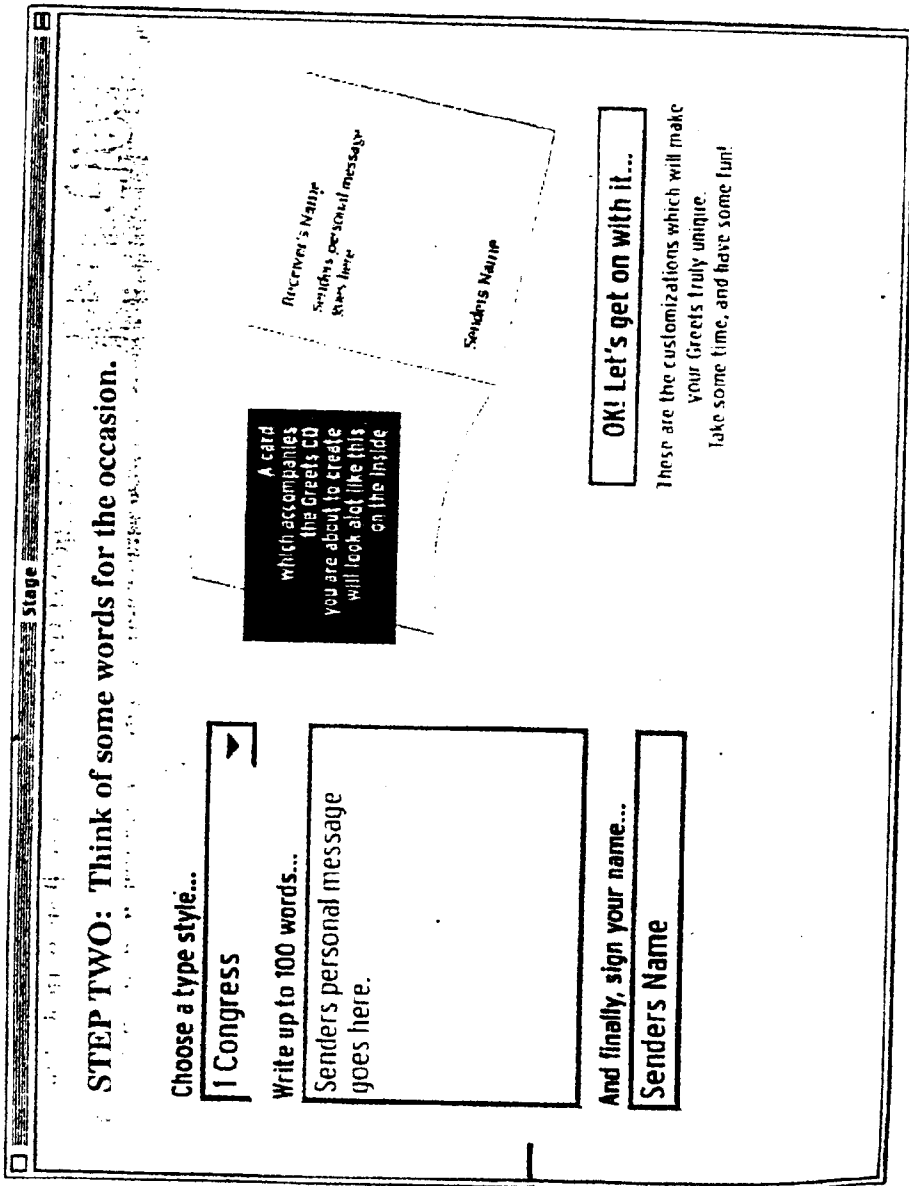 Stage
STEP TWO: Think of some words for the occasion.
Choose a type style...
1 Congress
Write up to 100 words...
Senders personal message
goes here.
And finally, sign your name...
Senders Name
A card
which accompanies
the Greets CD
you are about to create
will look alot like this
on the inside
Receiver's Name
Senders personal message
goes here
Senders Name
OK! Let's get on with it...
These are the customizations which will make
your Greets truly unique.
Take some time, and have some fun!